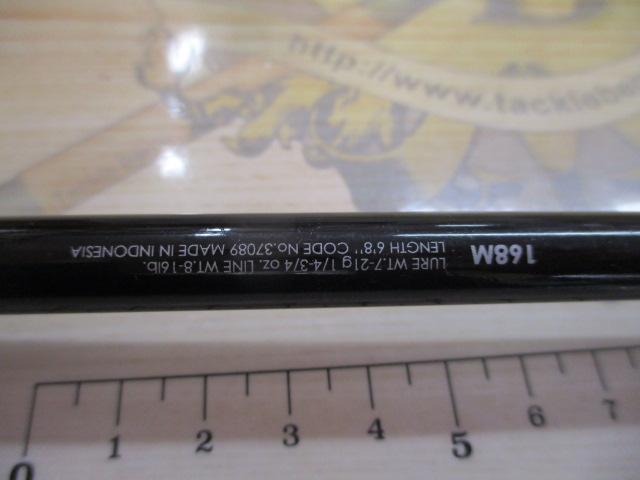 http://www.tackle
168M
LENGTH 6'8'' CODE No.37089 MADE IN INDONESIA
LURE WT.7-21g 1/4-3/4 oz. LINE WT.8-16lb.
0 1 2 3 4 5 6 7